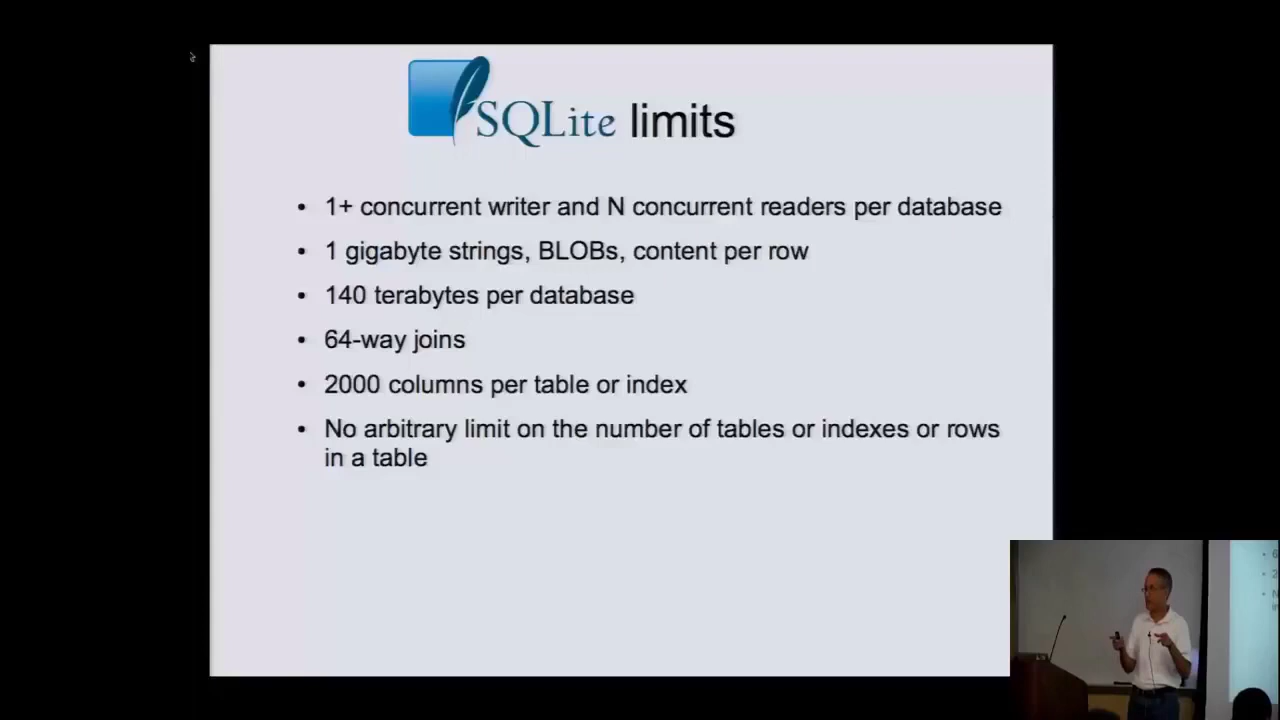 SQLite limits
• 1+ concurrent writer and N concurrent readers per database
• 1 gigabyte strings, BLOBs, content per row
• 140 terabytes per database
• 64-way joins
• 2000 columns per table or index
• No arbitrary limit on the number of tables or indexes or rows
in a table